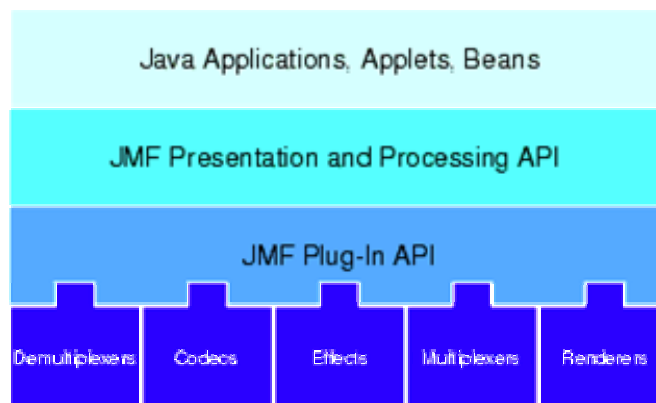 Java Applications, Applets, Beans
JMF Presentation and Processing API
JMF Plug-In API
Demultiplexers Codecs Effects Multiplexers Renderers